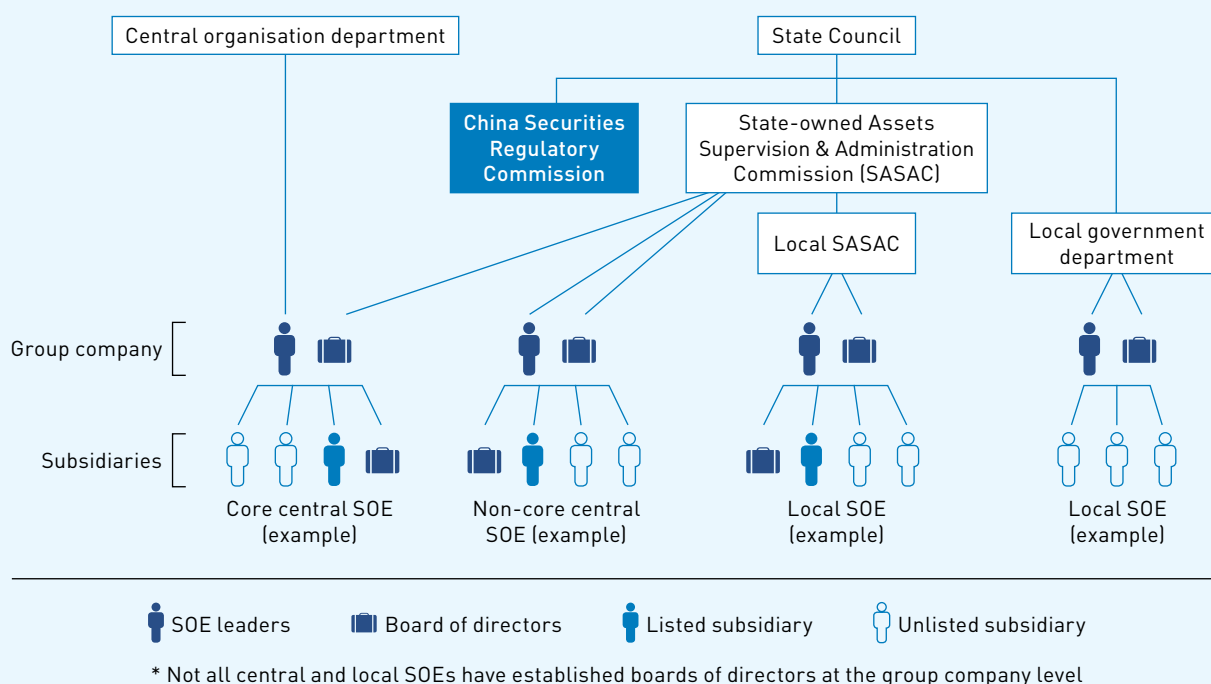 Central organisation department
State Council
China Securities
Regulatory
Commission
State-owned Assets
Supervision & Administration
Commission (SASAC)
Local SASAC
Local government
department
Group company
Subsidiaries
Core central SOE
(example)
Non-core central
SOE (example)
Local SOE
(example)
Local SOE
(example)
SOE leaders
Board of directors
Listed subsidiary
Unlisted subsidiary
* Not all central and local SOEs have established boards of directors at the group company level